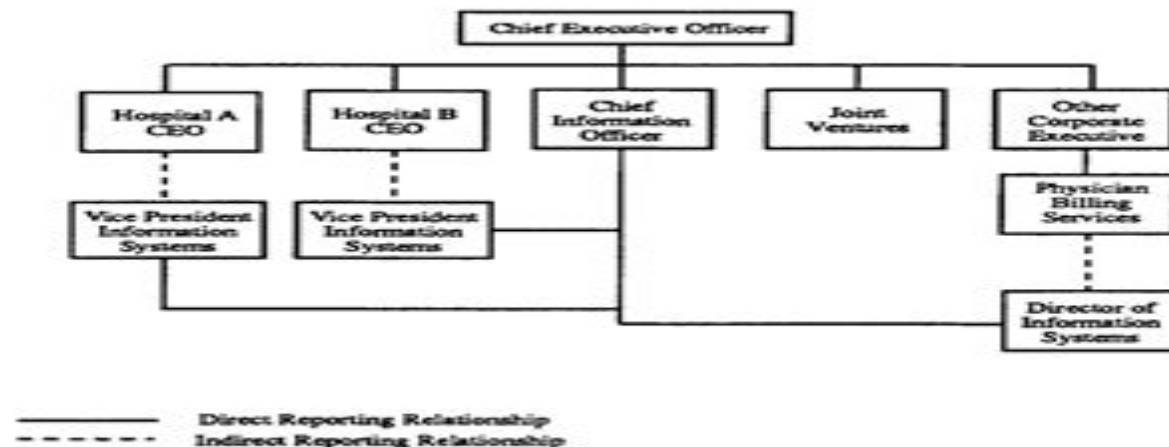 Chief Executive Officer
Hospital A
CEO
Hospital B
CEO
Chief
Information
Officer
Joint
Ventures
Other
Corporate
Executive
Vice President
Information
Systems
Vice President
Information
Systems
Physician
Billing
Services
Director of
Information
Systems
Direct Reporting Relationship
Indirect Reporting Relationship